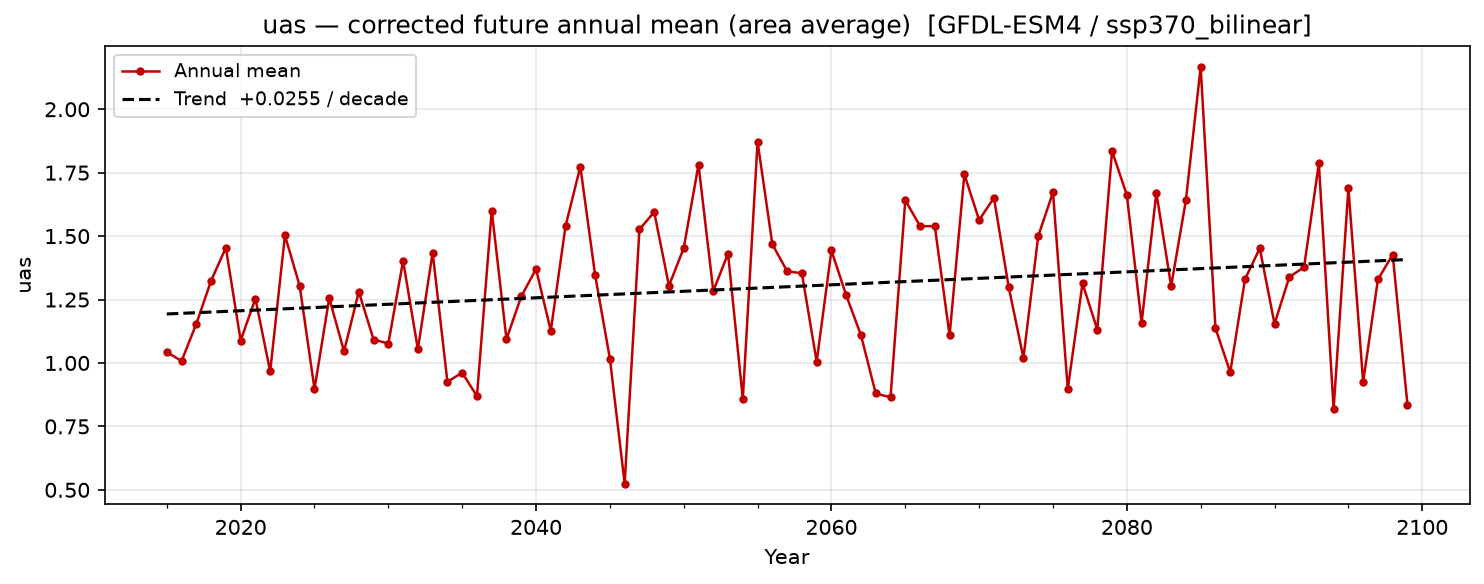 uas — corrected future annual mean (area average)  [GFDL-ESM4 / ssp370_bilinear]
Annual mean
Trend  +0.0255 / decade
2.00
1.75
1.50
1.25
1.00
0.75
0.50
uas
2020
2040
2060
2080
2100
Year